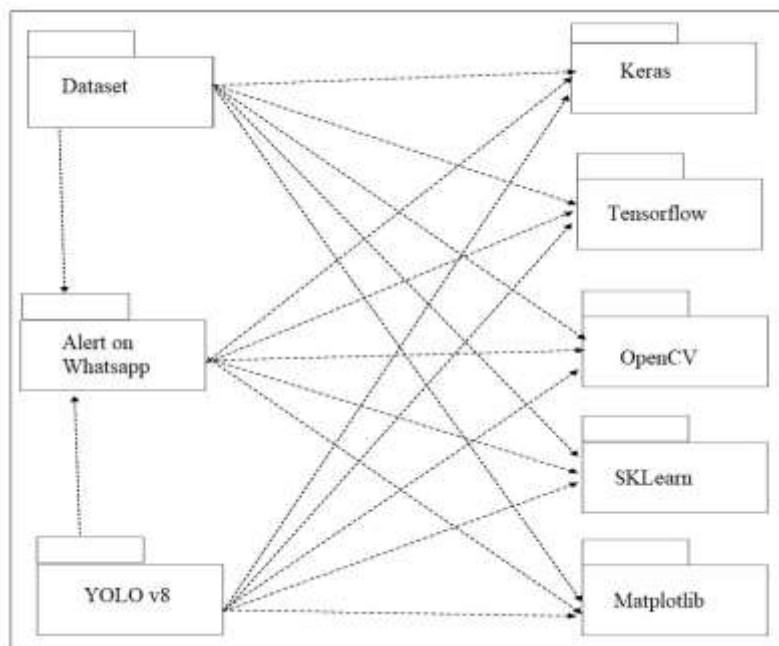 Dataset
Keras
Tensorflow
Alert on
Whatsapp
OpenCV
SKLearn
YOLO v8
Matplotlib